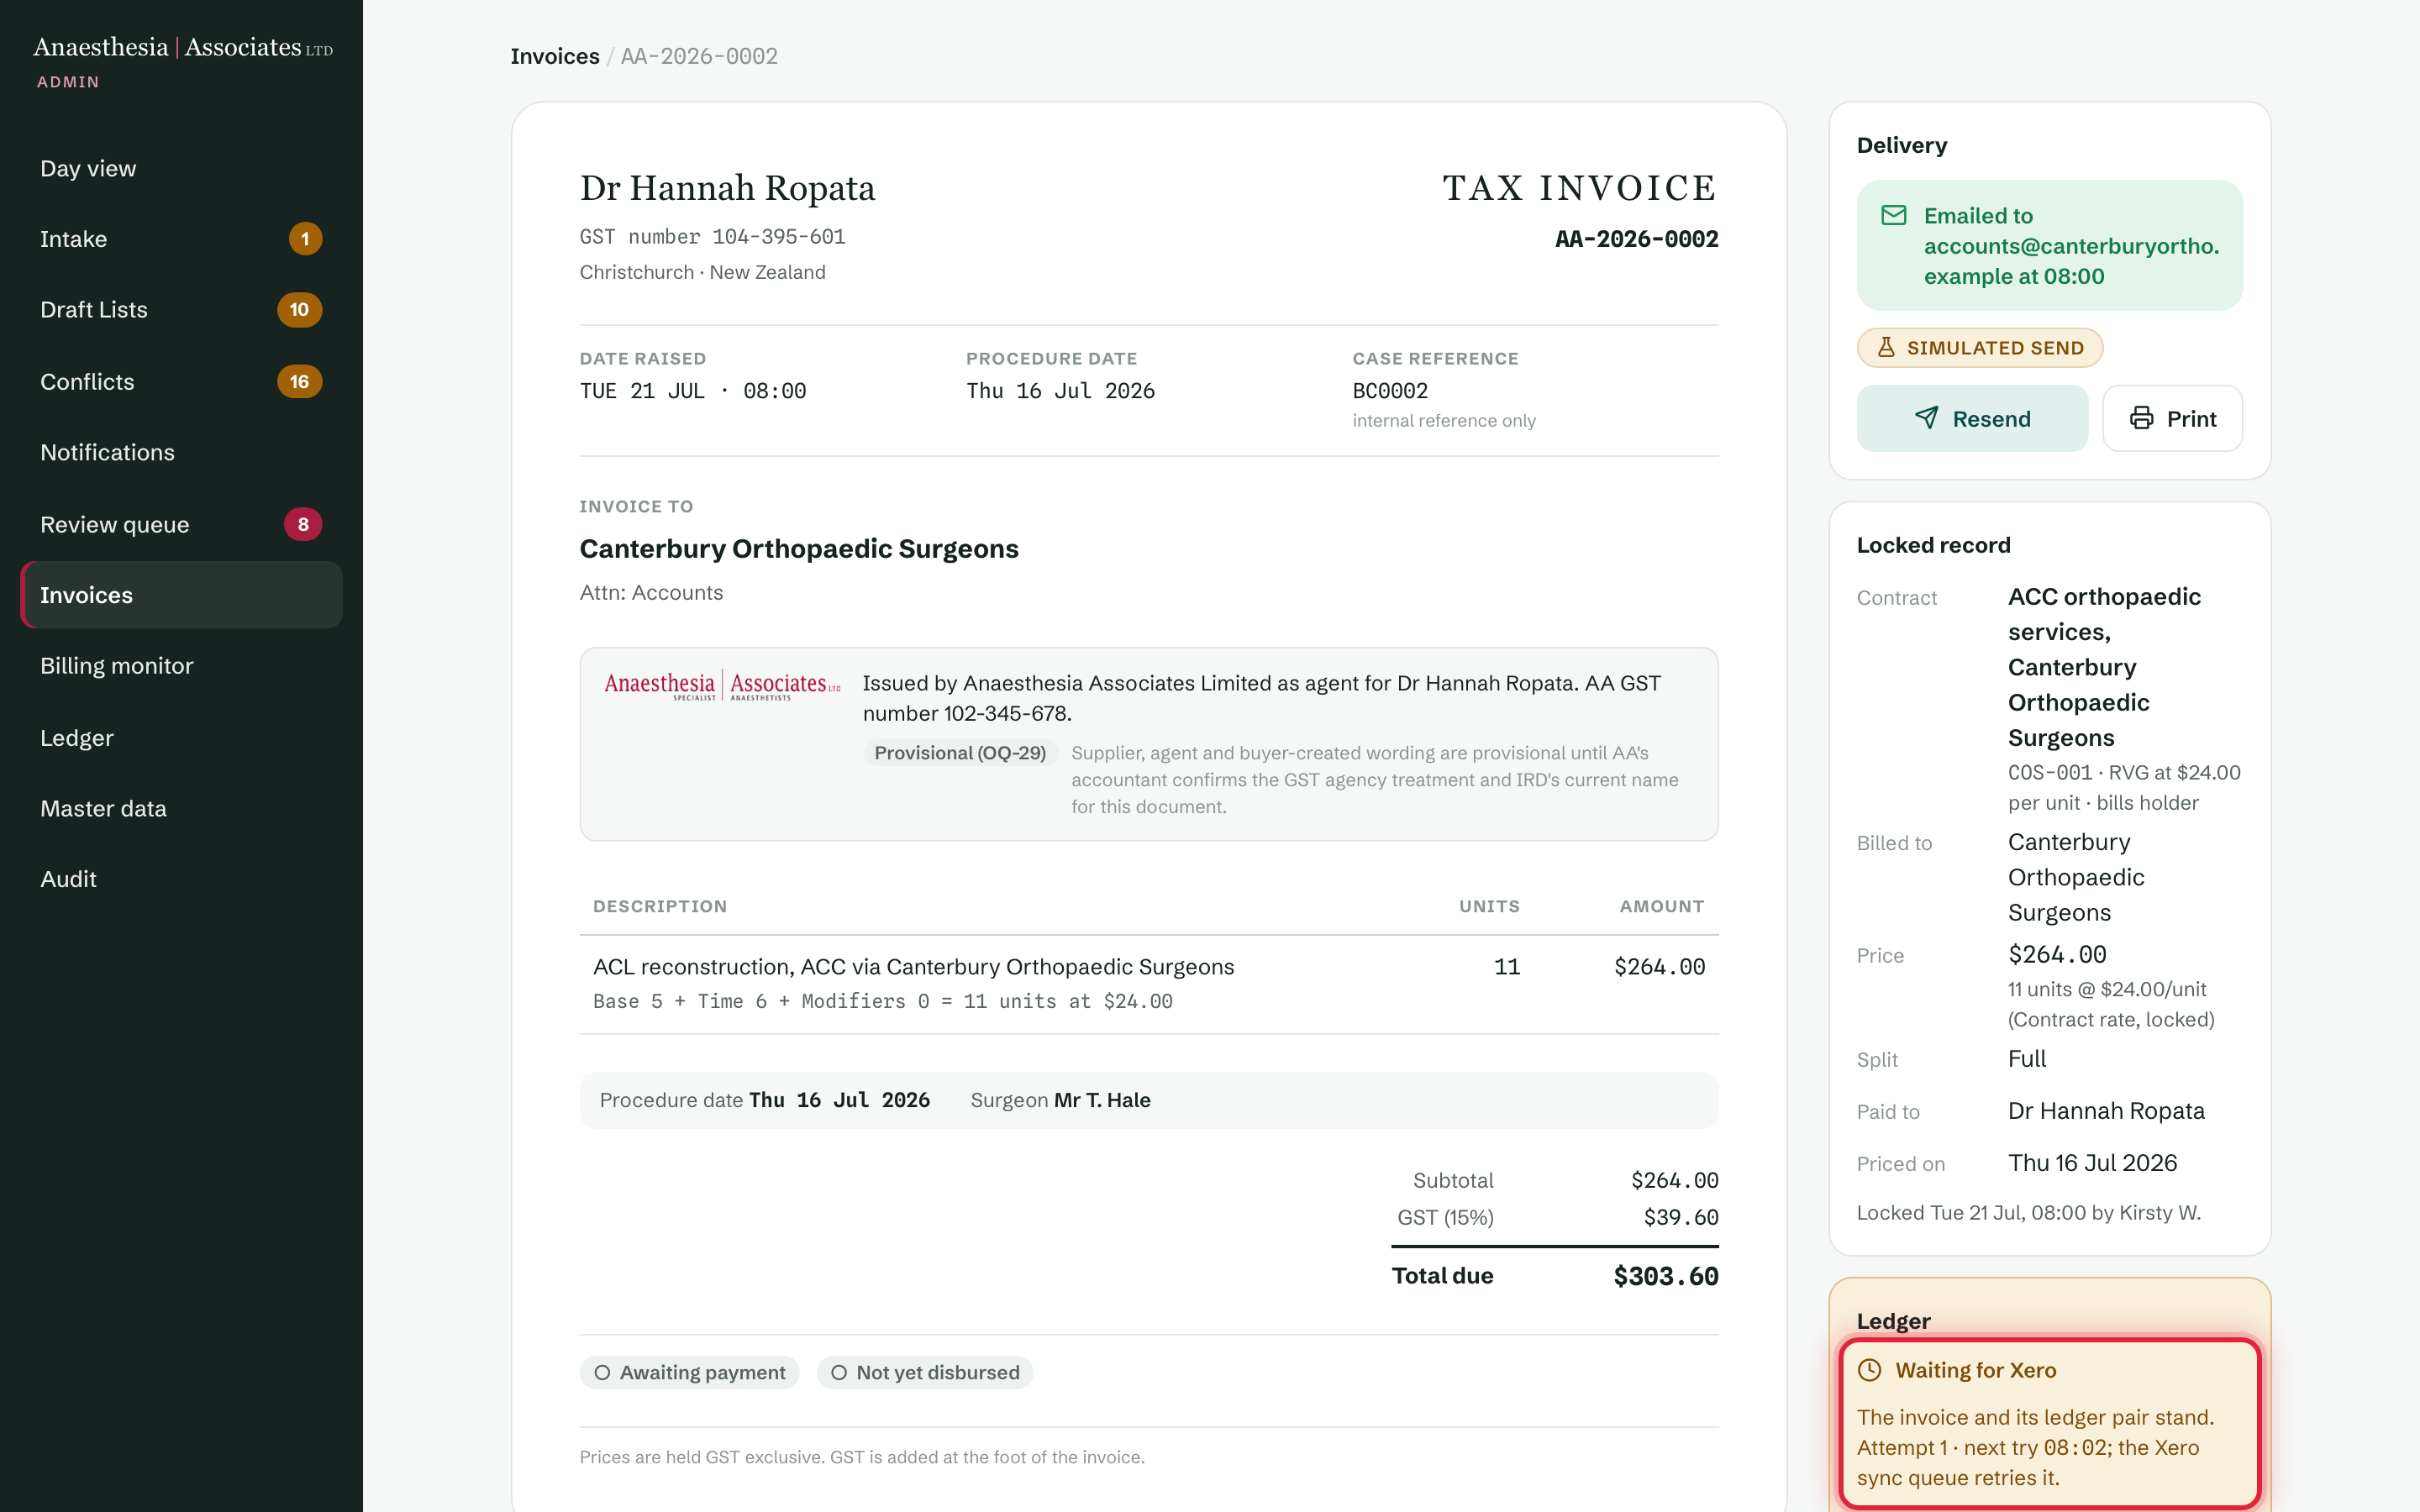 Anaesthesia | Associates LTD
ADMIN
Day view
Intake 1
Draft Lists 10
Conflicts 16
Notifications
Review queue 8
Invoices
Billing monitor
Ledger
Master data
Audit
Invoices / AA-2026-0002
Dr Hannah Ropata
GST number 104-395-601
Christchurch · New Zealand
TAX INVOICE
AA-2026-0002
DATE RAISED
TUE 21 JUL · 08:00
PROCEDURE DATE
Thu 16 Jul 2026
CASE REFERENCE
BC0002
internal reference only
INVOICE TO
Canterbury Orthopaedic Surgeons
Attn: Accounts
Anaesthesia | Associates LTD
SPECIALIST ANAESTHETISTS
Issued by Anaesthesia Associates Limited as agent for Dr Hannah Ropata. AA GST
number 102-345-678.
Provisional (OQ-29)
Supplier, agent and buyer-created wording are provisional until AA's
accountant confirms the GST agency treatment and IRD's current name
for this document.
DESCRIPTION UNITS AMOUNT
ACL reconstruction, ACC via Canterbury Orthopaedic Surgeons 11 $264.00
Base 5 + Time 6 + Modifiers 0 = 11 units at $24.00
Procedure date Thu 16 Jul 2026 Surgeon Mr T. Hale
Subtotal $264.00
GST (15%) $39.60
Total due $303.60
Awaiting payment Not yet disbursed
Prices are held GST exclusive. GST is added at the foot of the invoice.
Delivery
Emailed to
accounts@canterburyortho.
example at 08:00
SIMULATED SEND
Resend Print
Locked record
Contract ACC orthopaedic
services,
Canterbury
Orthopaedic
Surgeons
COS-001 · RVG at $24.00
per unit · bills holder
Billed to Canterbury
Orthopaedic
Surgeons
Price $264.00
11 units @ $24.00/unit
(Contract rate, locked)
Split Full
Paid to Dr Hannah Ropata
Priced on Thu 16 Jul 2026
Locked Tue 21 Jul, 08:00 by Kirsty W.
Ledger
Waiting for Xero
The invoice and its ledger pair stand.
Attempt 1 · next try 08:02; the Xero
sync queue retries it.